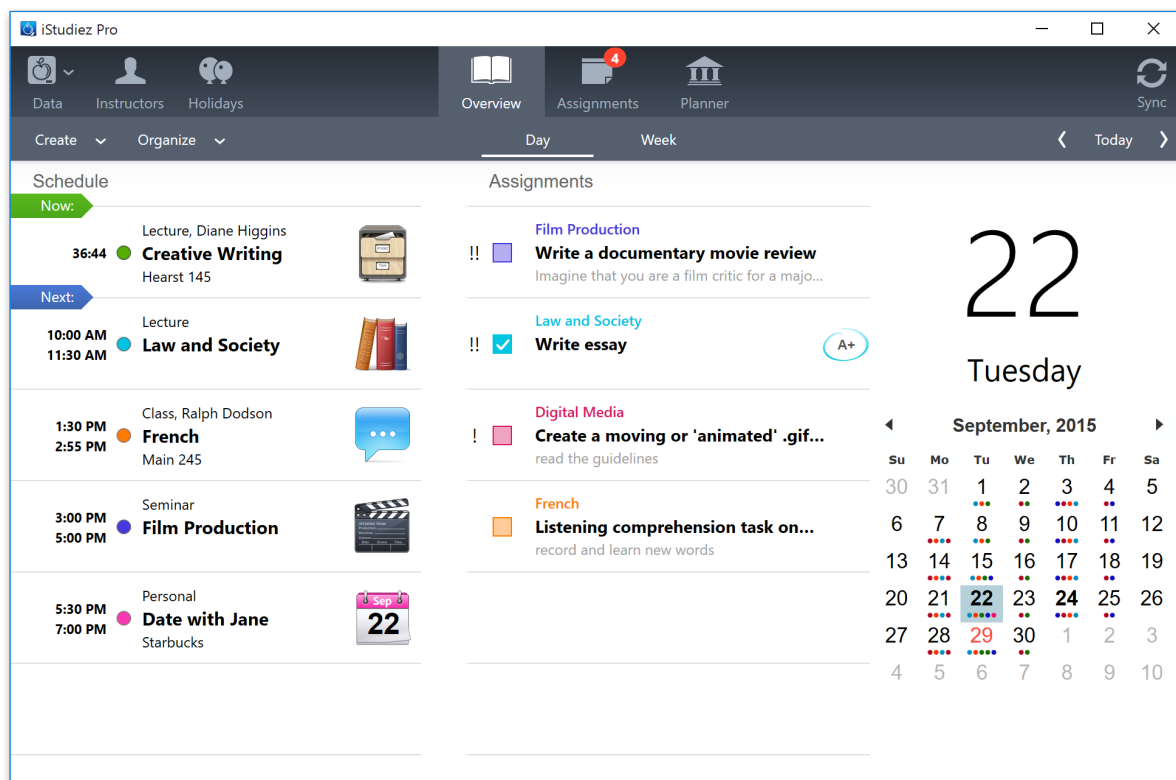 iStudiez Pro
4
Data
Instructors
Holidays
Overview
Assignments
Planner
Sync
Create
Organize
Day
Week
Today
Schedule
Now:
36:44
Lecture, Diane Higgins
Creative Writing
Hearst 145
Next:
10:00 AM
11:30 AM
Lecture
Law and Society
1:30 PM
2:55 PM
Class, Ralph Dodson
French
Main 245
3:00 PM
5:00 PM
Seminar
Film Production
5:30 PM
7:00 PM
Personal
Date with Jane
Starbucks
Sep
22
Assignments
!!
Film Production
Write a documentary movie review
Imagine that you are a film critic for a majo...
!!
Law and Society
Write essay
A+
!
Digital Media
Create a moving or 'animated' .gif...
read the guidelines
French
Listening comprehension task on...
record and learn new words
22
Tuesday
September, 2015
Su Mo Tu We Th Fr Sa
30 31 1 2 3 4 5
6 7 8 9 10 11 12
13 14 15 16 17 18 19
20 21 22 23 24 25 26
27 28 29 30 1 2 3
4 5 6 7 8 9 10